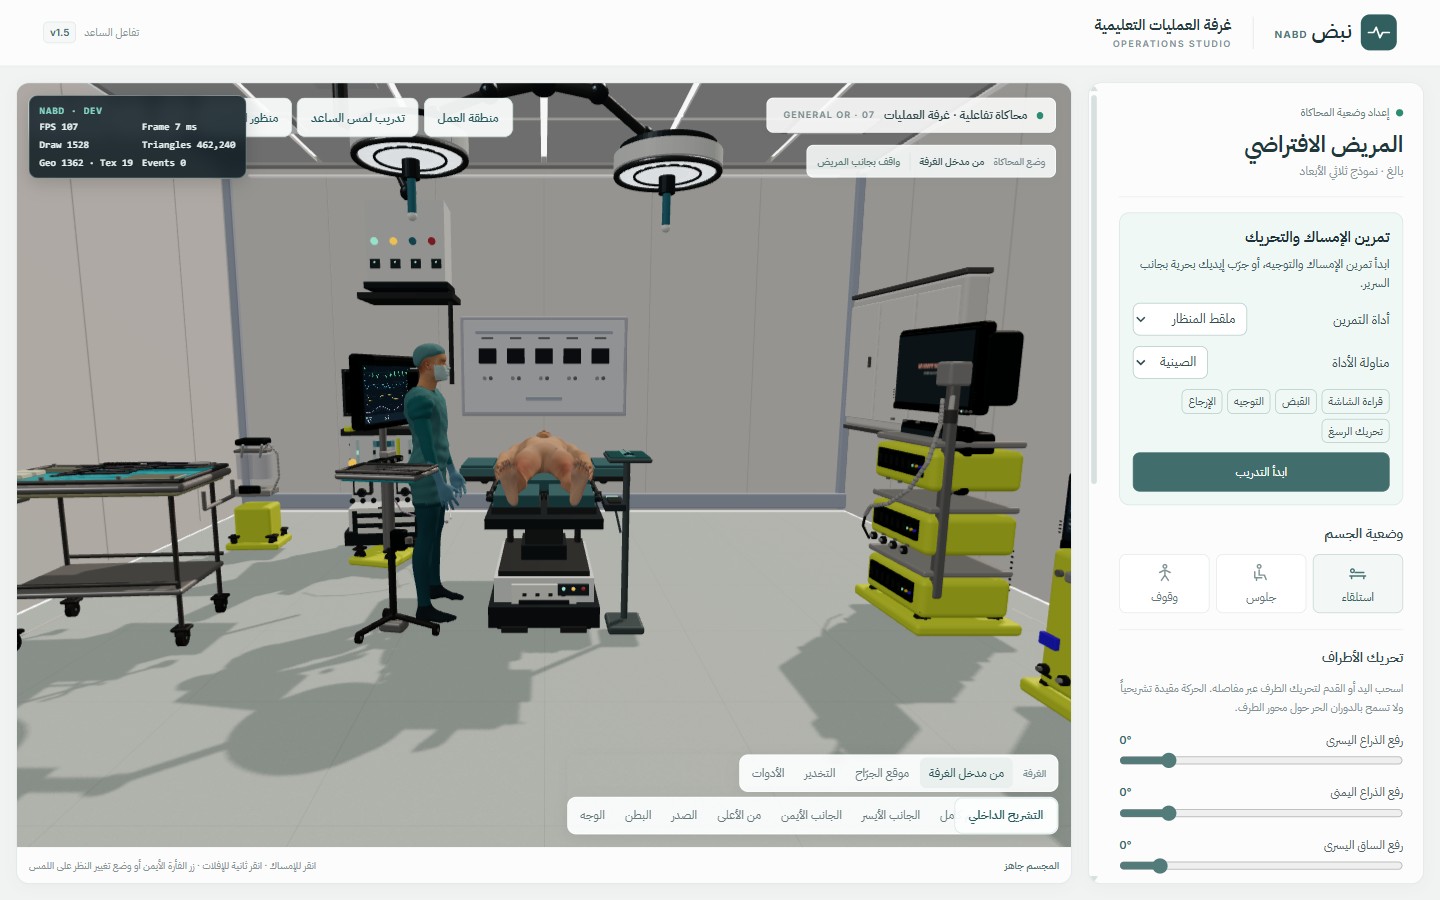 نبض NABD
غرفة العمليات التعليمية
OPERATIONS STUDIO
تفاعل الساعد v1.5
إعداد وضعية المحاكاة
المريض الافتراضي
بالغ · نموذج ثلاثي الأبعاد
تمرين الإمساك والتحريك
ابدأ تمرين الإمساك والتوجيه، أو جرّب إيديك بحرية بجانب
السرير.
أداة التمرين ملقط المنظار
مناولة الأداة الصينية
قراءة الشاشة القبض التوجيه الإرجاع
تحريك الرسغ
ابدأ التدريب
وضعية الجسم
استلقاء جلوس وقوف
تحريك الأطراف
اسحب اليد أو القدم لتحريك الطرف عبر مفاصله. الحركة مقيدة تشريحياً
ولا تسمح بالدوران الحر حول محور الطرف.
رفع الذراع اليسرى 0°
رفع الذراع اليمنى 0°
رفع الساق اليسرى 0°
محاكاة تفاعلية · غرفة العمليات GENERAL OR · 07
وضع المحاكاة من مدخل الغرفة واقف بجانب المريض
منطقة العمل تدريب لمس الساعد منظور
NABD · DEV
FPS 107 Frame 7 ms
Draw 1528 Triangles 462,240
Geo 1362 · Tex 19 Events 0
الغرفة من مدخل الغرفة موقع الجرّاح التخدير الأدوات
التشريح الداخلي الجانب الأيسر الجانب الأيمن من الأعلى الصدر البطن الوجه
المجسم جاهز
انقر للإمساك · انقر ثانية للإفلات · زر الفأرة الأيمن أو وضع تغيير النظر على اللمس